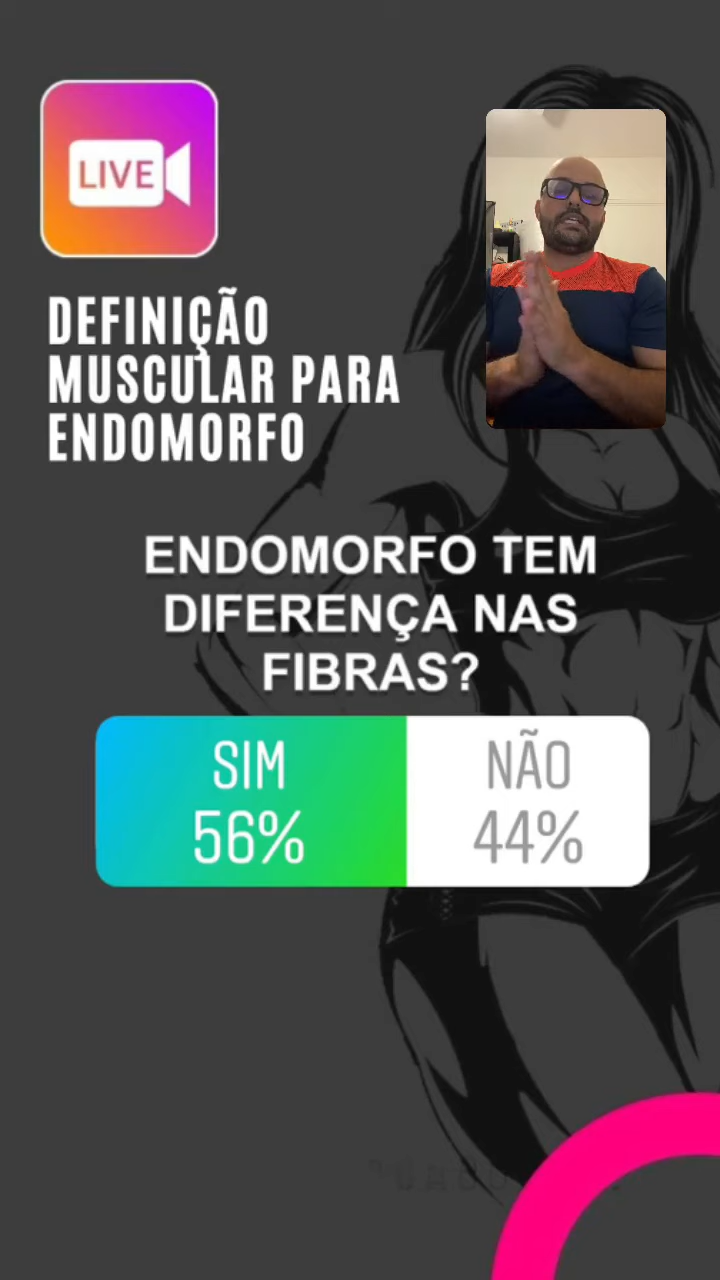 LIVE
DEFINIÇÃO
MUSCULAR PARA
ENDOMORFO
ENDOMORFO TEM
DIFERENÇA NAS
FIBRAS?
SIM
NÃO
56%
44%